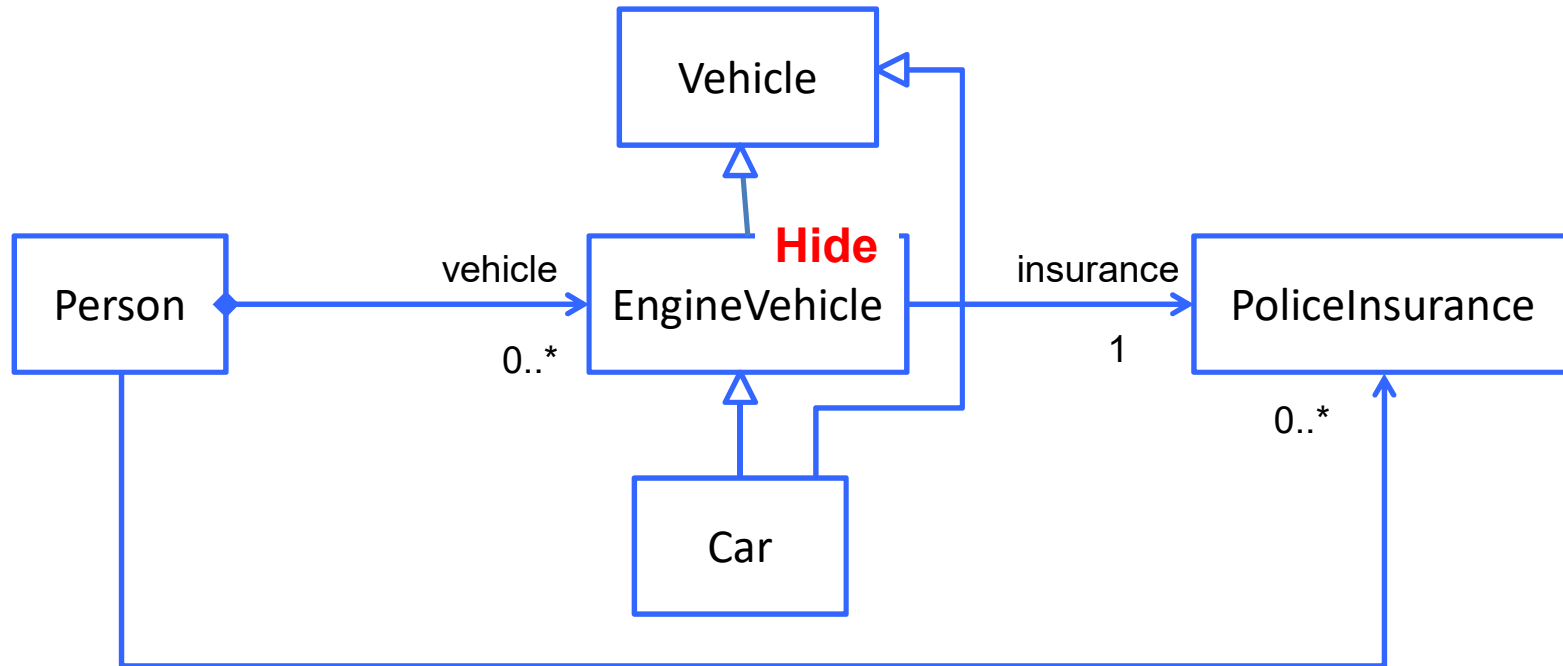 Vehicle
Hide
Person
vehicle
0..*
EngineVehicle
insurance
1
PoliceInsurance
0..*
Car